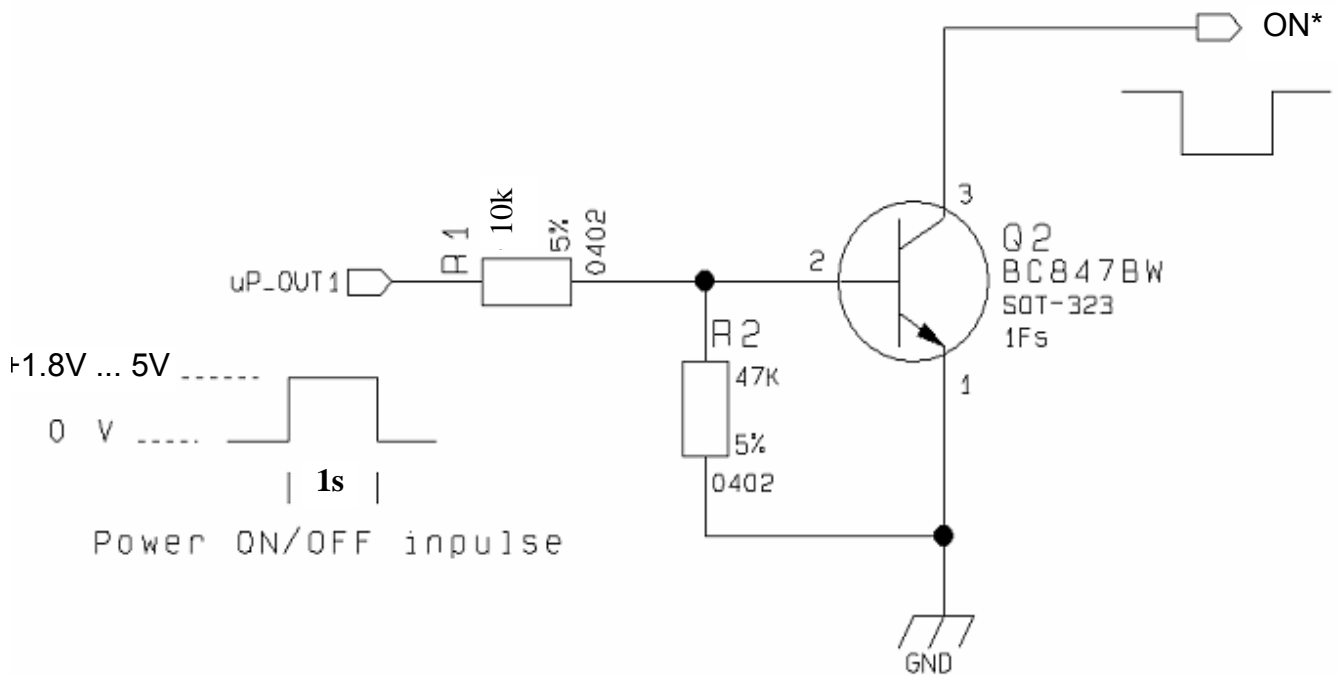 ON*
3
Q2
BC847BW
SOT-323
1Fs
2
1
R1
10k
5%
0402
uP_OUT1
R2
47K
5%
0402
+1.8V ... 5V
0 V
1s
Power ON/OFF inpulse
GND